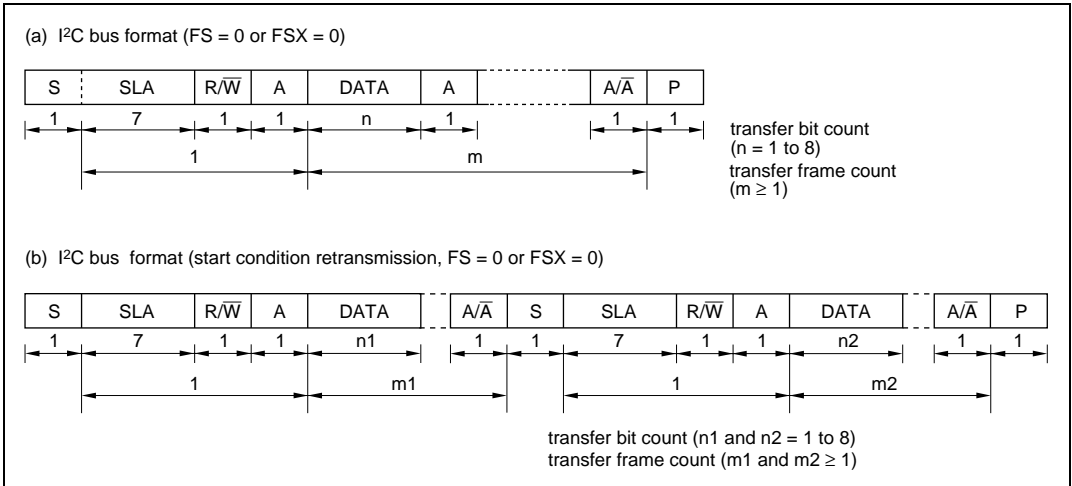 (a) I²C bus format (FS = 0 or FSX = 0)
S SLA R/W̅ A DATA A A/A̅ P
1 7 1 1 n 1 1 1
transfer bit count
(n = 1 to 8)
1 m
transfer frame count
(m ≥ 1)
(b) I²C bus format (start condition retransmission, FS = 0 or FSX = 0)
S SLA R/W̅ A DATA A/A̅ S SLA R/W̅ A DATA A/A̅ P
1 7 1 1 n1 1 1 7 1 1 n2 1 1
1 m1 1 m2
transfer bit count (n1 and n2 = 1 to 8)
transfer frame count (m1 and m2 ≥ 1)